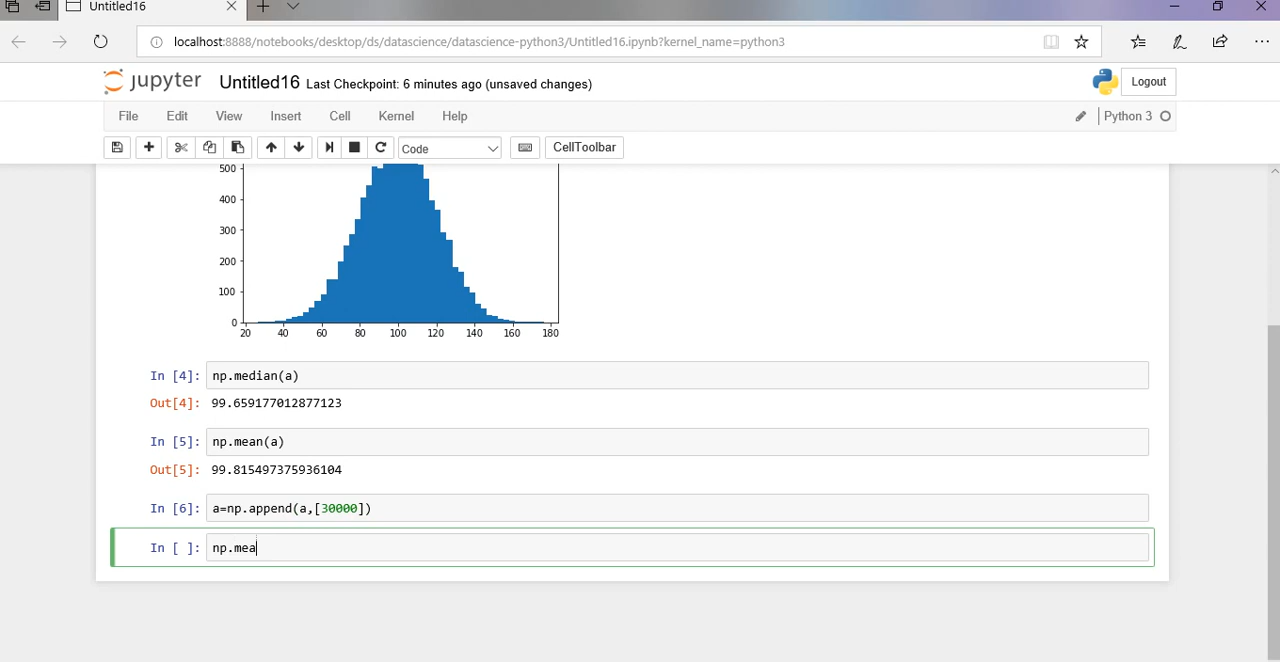 Untitled16
localhost:8888/notebooks/desktop/ds/datascience/datascience-python3/Untitled16.ipynb?kernel_name=python3
jupyter Untitled16 Last Checkpoint: 6 minutes ago (unsaved changes) Logout
File Edit View Insert Cell Kernel Help Python 3
Code CellToolbar
500
400
300
200
100
0
20 40 60 80 100 120 140 160 180
In [4]: np.median(a)
Out[4]: 99.659177012877123
In [5]: np.mean(a)
Out[5]: 99.815497375936104
In [6]: a=np.append(a,[30000])
In [ ]: np.mea